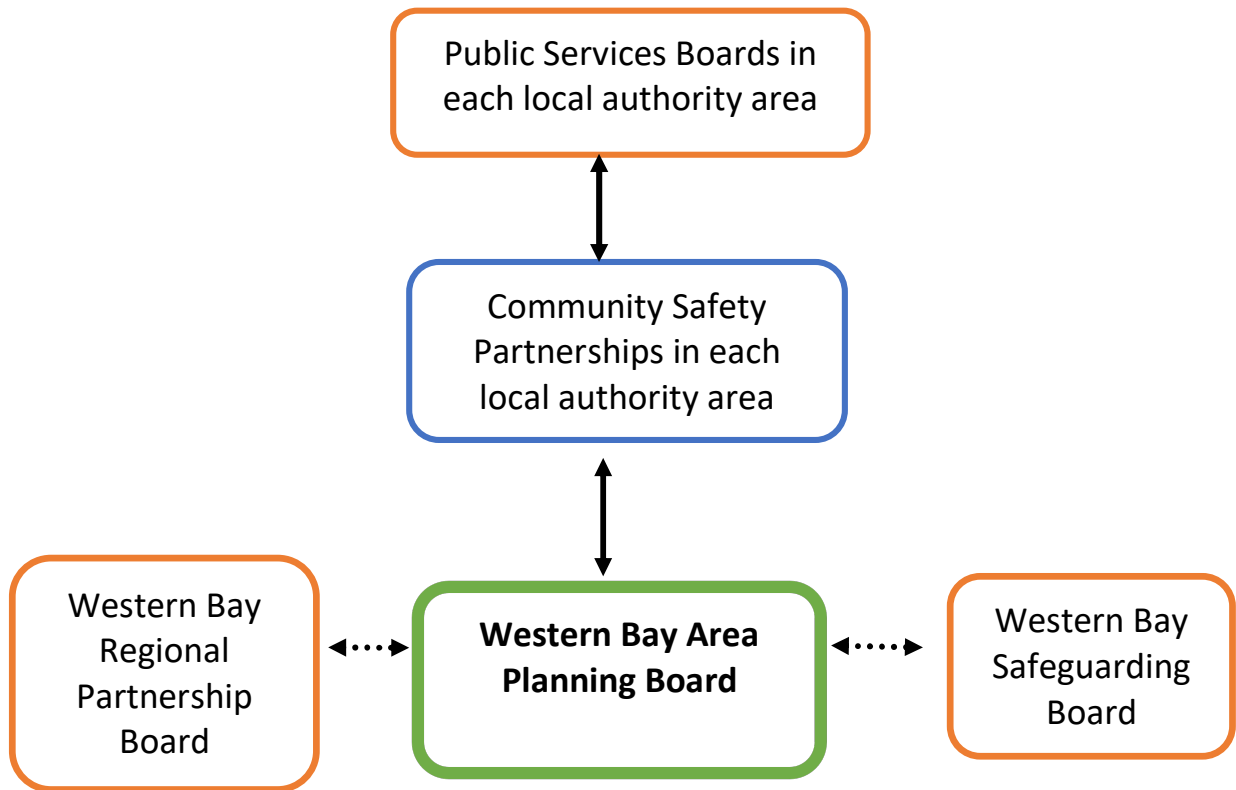 Public Services Boards in
each local authority area
Community Safety
Partnerships in each
local authority area
Western Bay
Regional
Partnership
Board
Western Bay Area
Planning Board
Western Bay
Safeguarding
Board